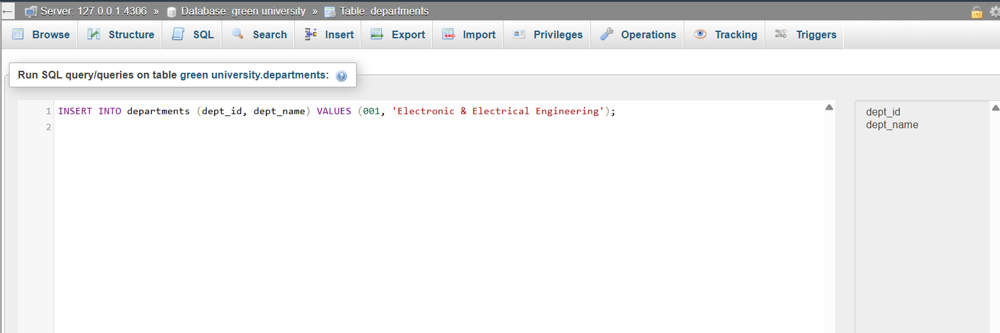 Server: 127.0.0.1:4306 » Database: green university » Table: departments
Browse Structure SQL Search Insert Export Import Privileges Operations Tracking Triggers
Run SQL query/queries on table green university.departments:
1 INSERT INTO departments (dept_id, dept_name) VALUES (001, 'Electronic & Electrical Engineering');
2
dept_id
dept_name